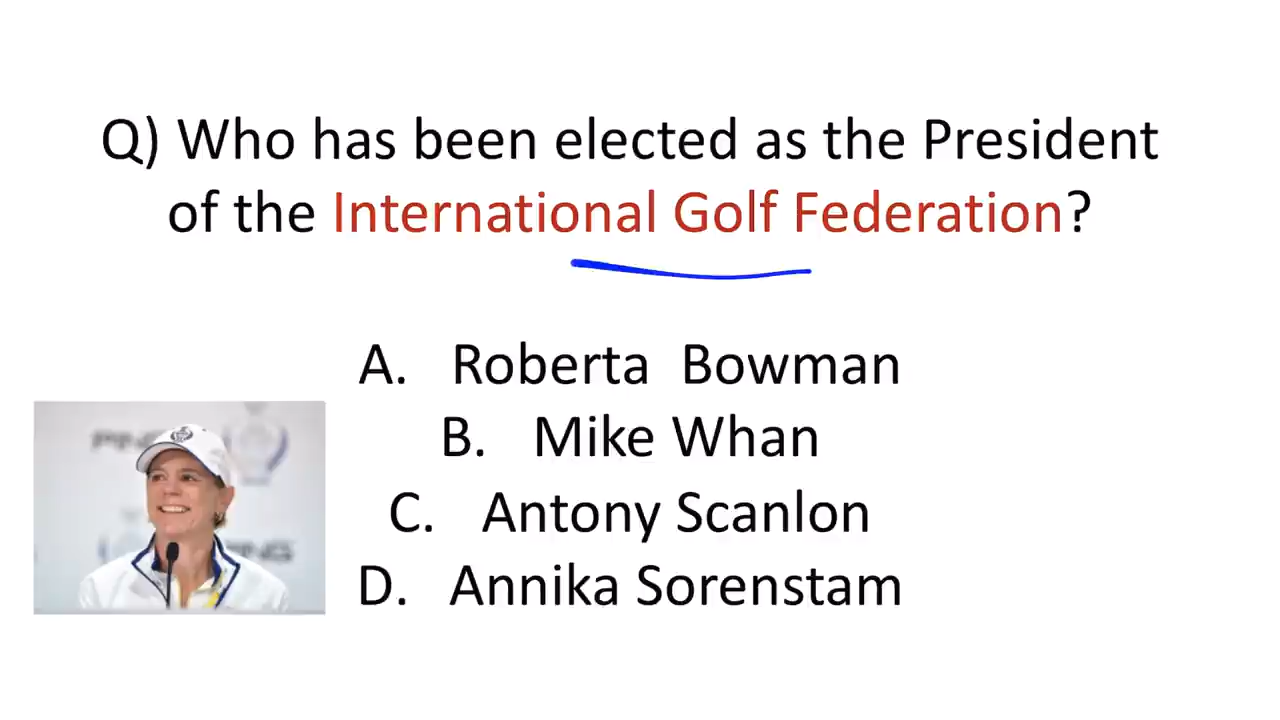 Q) Who has been elected as the President
of the International Golf Federation?
A. Roberta Bowman
B. Mike Whan
C. Antony Scanlon
D. Annika Sorenstam
PING